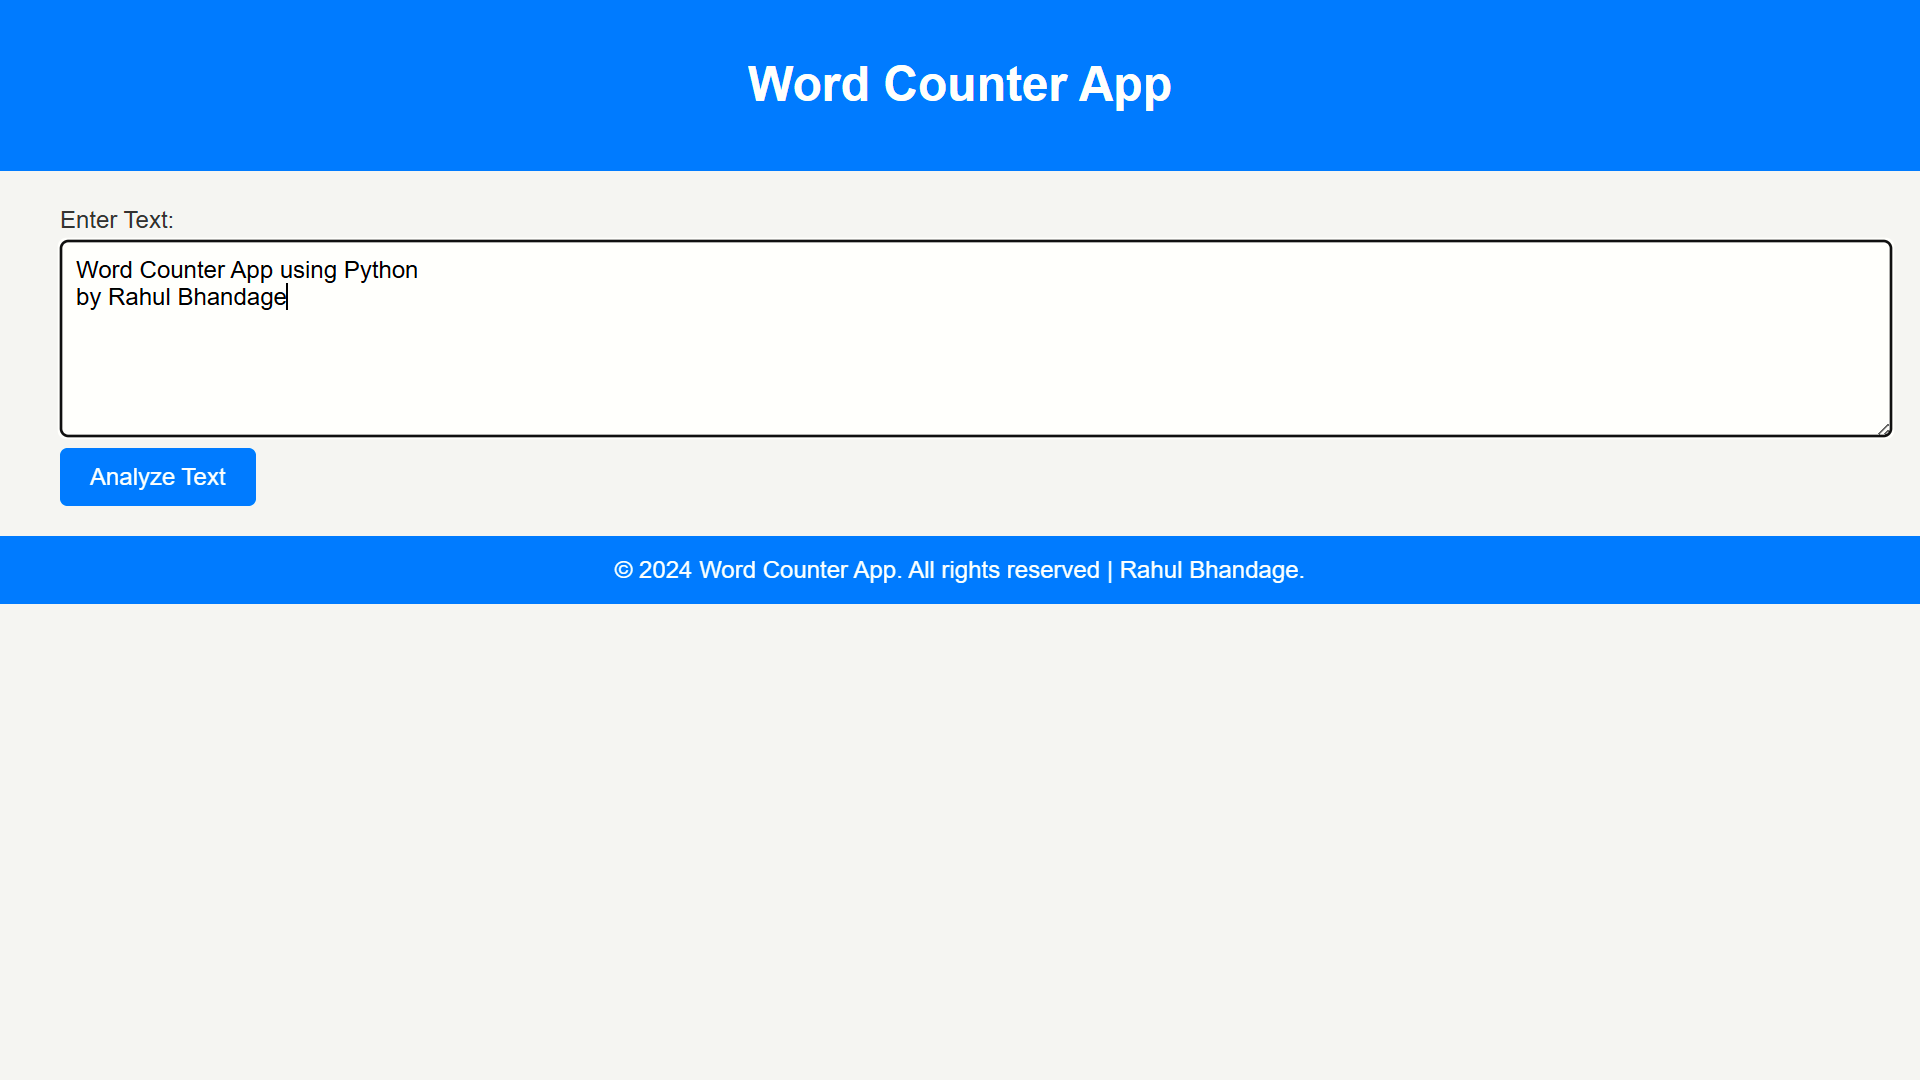 Word Counter App
Enter Text:
Word Counter App using Python
by Rahul Bhandage
Analyze Text
© 2024 Word Counter App. All rights reserved | Rahul Bhandage.